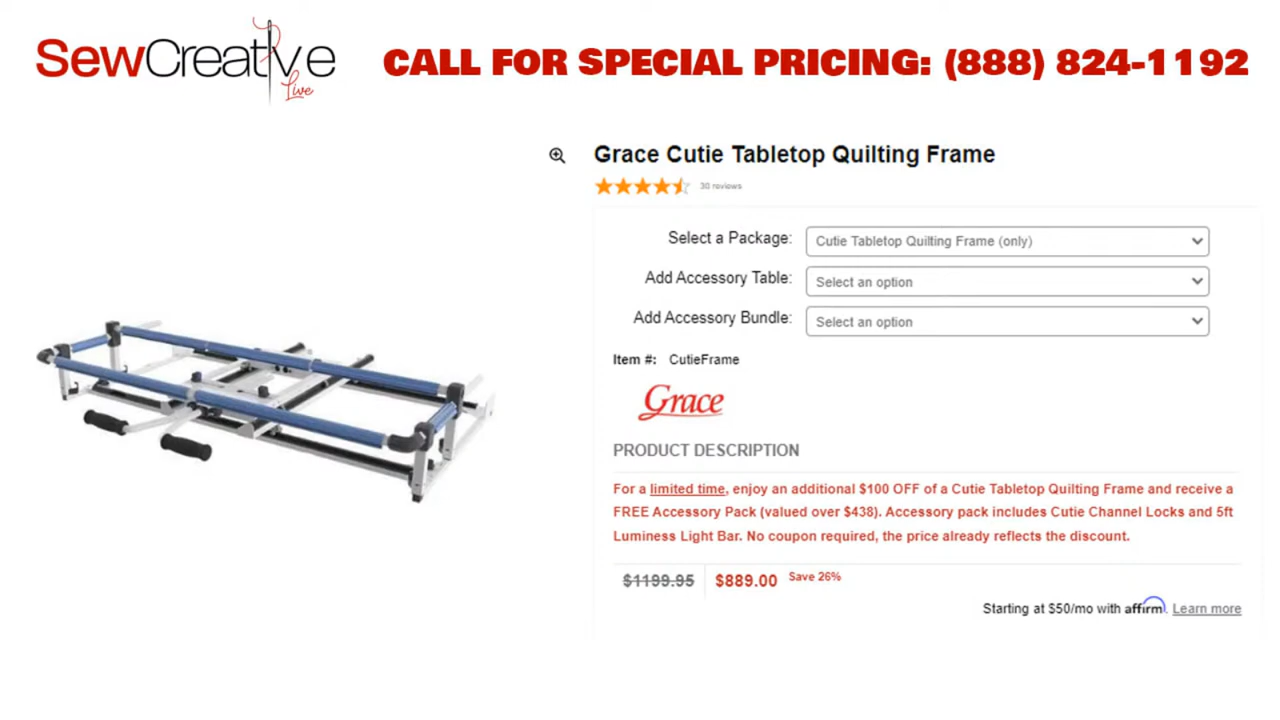 SewCreative
Live
CALL FOR SPECIAL PRICING: (888) 824-1192
Grace Cutie Tabletop Quilting Frame
30 reviews
Select a Package: Cutie Tabletop Quilting Frame (only)
Add Accessory Table: Select an option
Add Accessory Bundle: Select an option
Item #: CutieFrame
Grace
PRODUCT DESCRIPTION
For a limited time, enjoy an additional $100 OFF of a Cutie Tabletop Quilting Frame and receive a
FREE Accessory Pack (valued over $438). Accessory pack includes Cutie Channel Locks and 5ft
Luminess Light Bar. No coupon required, the price already reflects the discount.
$1199.95 $889.00 Save 26%
Starting at $50/mo with affirm. Learn more